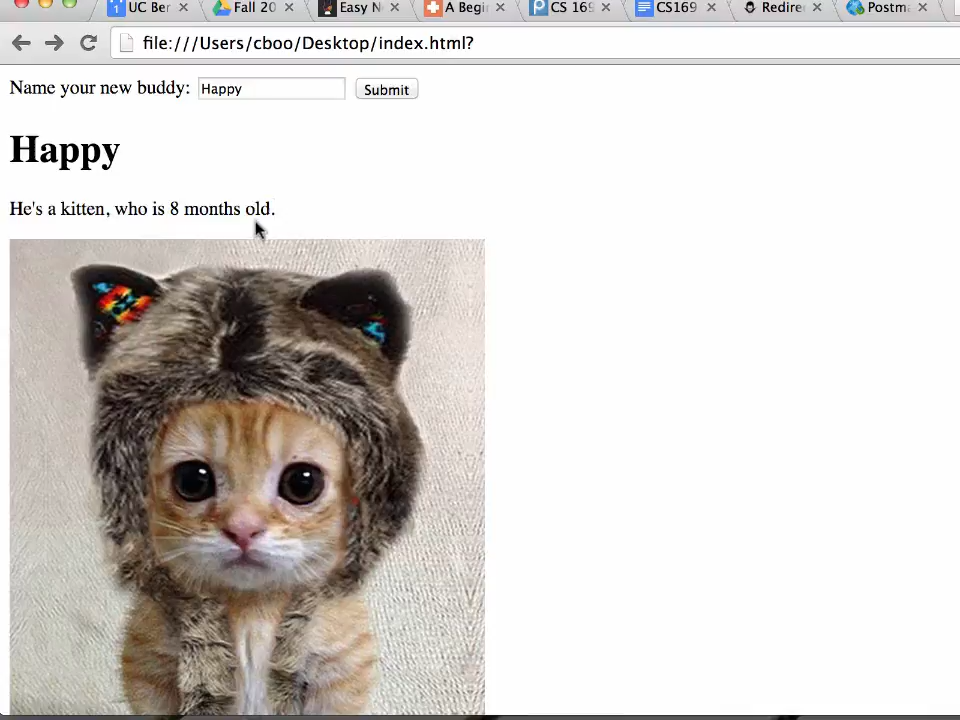 UC Ber
Fall 20
Easy N
A Begi
CS 169
CS169
Redire
Postm
file:///Users/cboo/Desktop/index.html?
Name your new buddy: Happy Submit
Happy
He's a kitten, who is 8 months old.